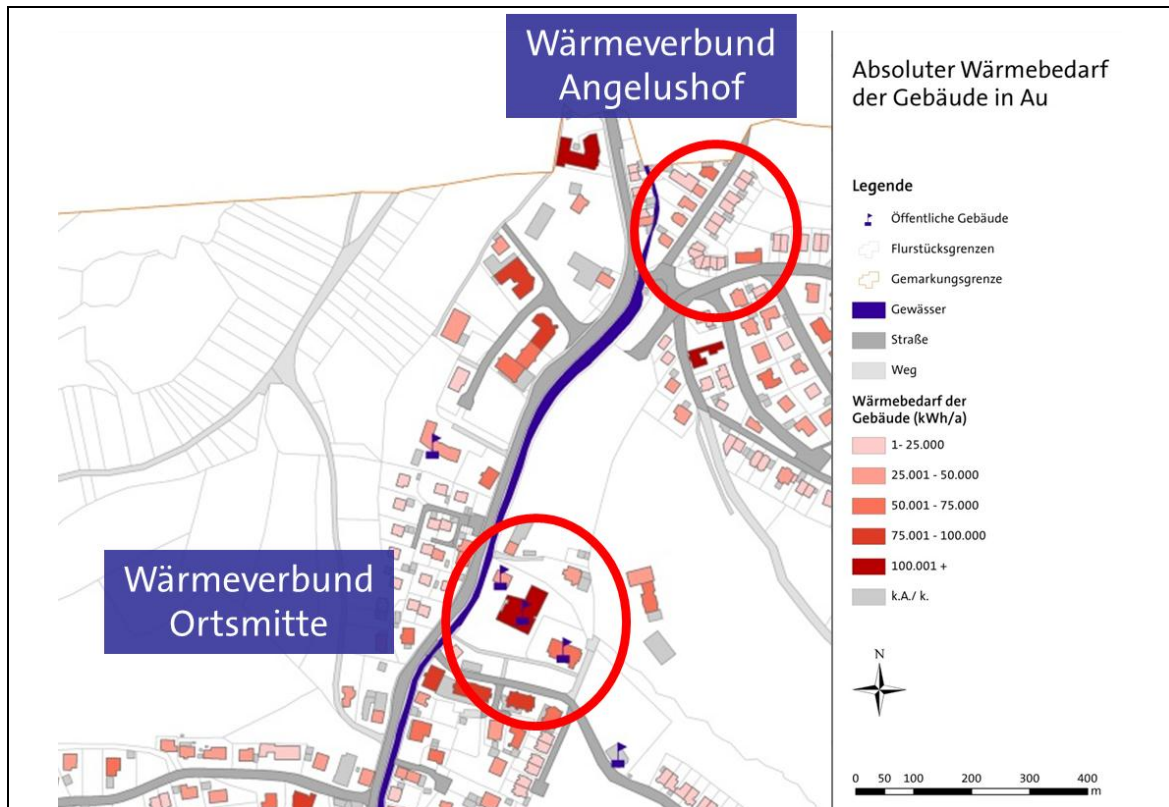 Wärmeverbund
Angelushof
Absoluter Wärmebedarf
der Gebäude in Au
Legende
Öffentliche Gebäude
Flurstücksgrenzen
Gemarkungsgrenze
Gewässer
Straße
Weg
Wärmebedarf der
Gebäude (kWh/a)
1- 25.000
25.001 - 50.000
50.001 - 75.000
75.001 - 100.000
100.001 +
k.A./ k.
Wärmeverbund
Ortsmitte
N
0 50 100 200 300 400
m